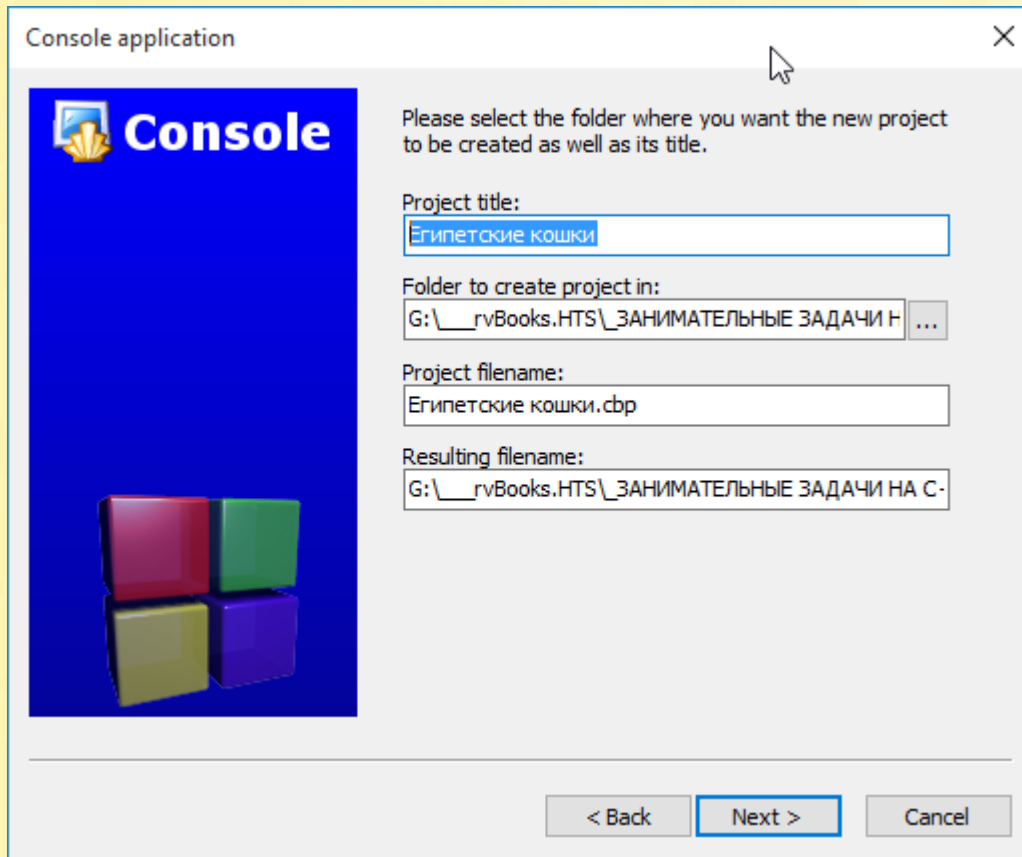 Console application
Console
Please select the folder where you want the new project
to be created as well as its title.
Project title:
Египетские кошки
Folder to create project in:
G:\___rvBooks.HTS\_ЗАНИМАТЕЛЬНЫЕ ЗАДАЧИ Н
...
Project filename:
Египетские кошки.cbp
Resulting filename:
G:\___rvBooks.HTS\_ЗАНИМАТЕЛЬНЫЕ ЗАДАЧИ НА С-
< Back
Next >
Cancel